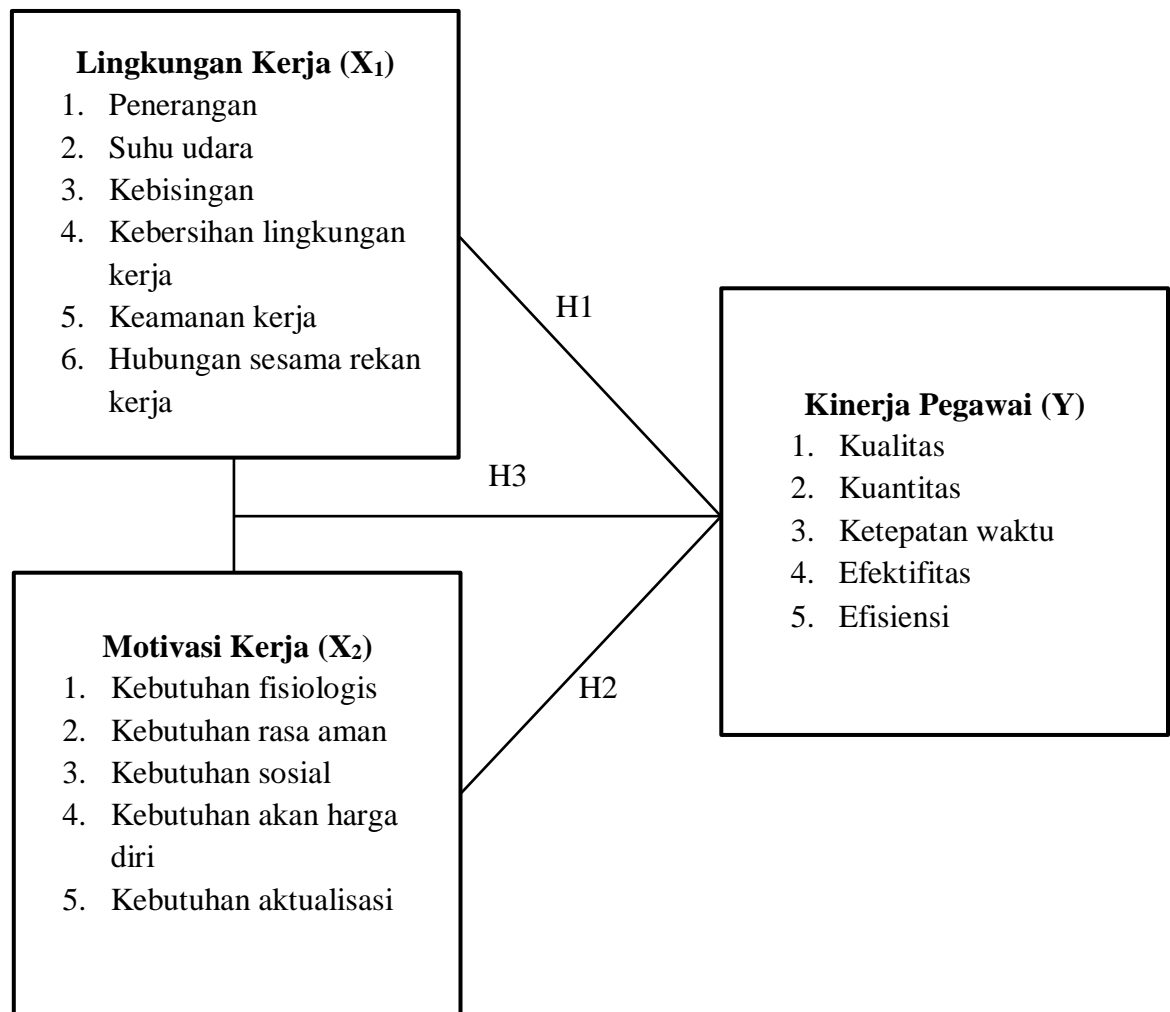 Lingkungan Kerja (X₁)
1. Penerangan
2. Suhu udara
3. Kebisingan
4. Kebersihan lingkungan
kerja
5. Keamanan kerja
6. Hubungan sesama rekan
kerja
H1
H3
Kinerja Pegawai (Y)
1. Kualitas
2. Kuantitas
3. Ketepatan waktu
4. Efektifitas
5. Efisiensi
Motivasi Kerja (X₂)
1. Kebutuhan fisiologis
2. Kebutuhan rasa aman
3. Kebutuhan sosial
4. Kebutuhan akan harga
diri
5. Kebutuhan aktualisasi
H2